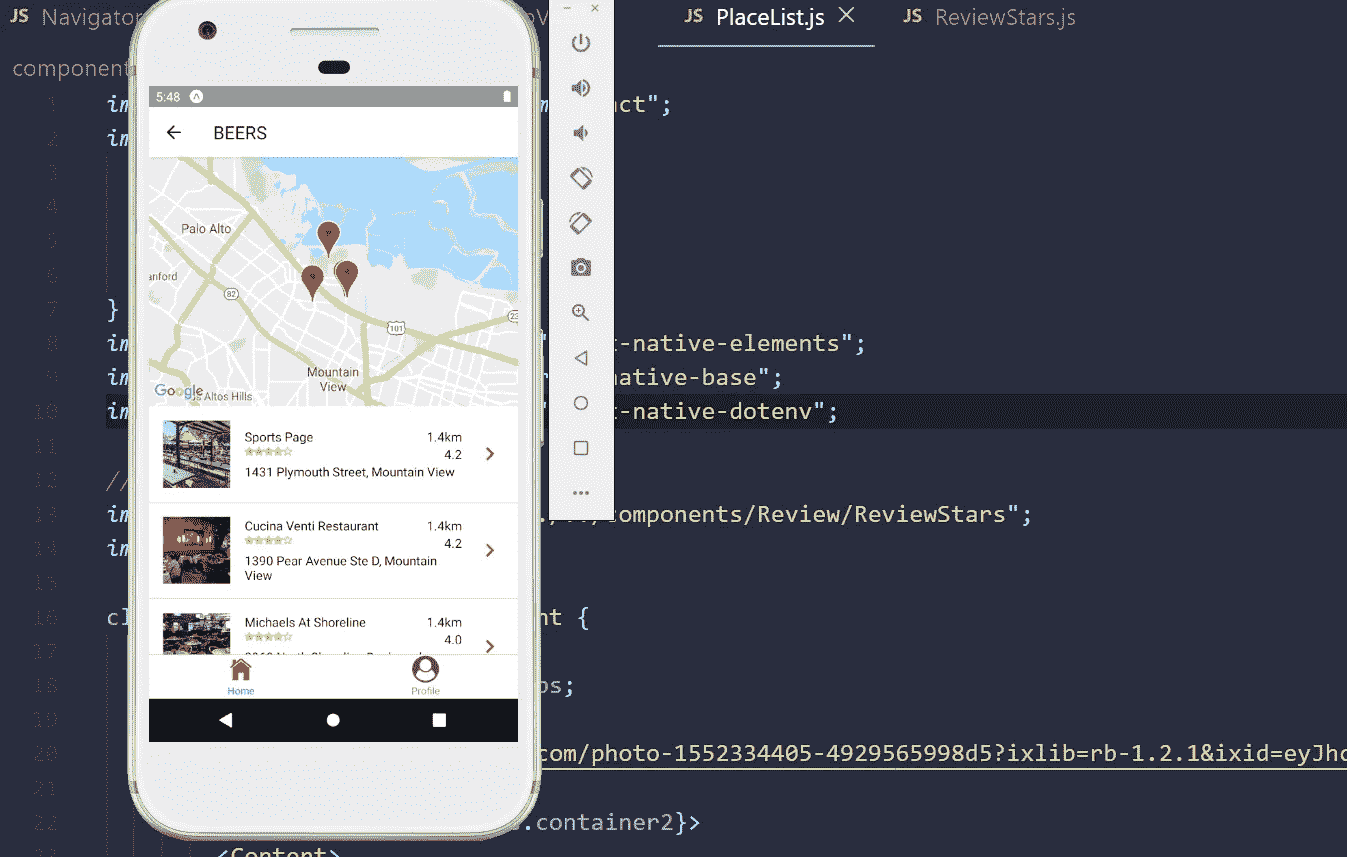 JS Navigator
JS PlaceList.js
JS ReviewStars.js
component
5:48
BEERS
Palo Alto
anford
82
101
23
Mountain
View
Google
s Altos Hills
Sports Page 1.4km
4.2
1431 Plymouth Street, Mountain View
Cucina Venti Restaurant 1.4km
4.2
1390 Pear Avenue Ste D, Mountain
View
Michaels At Shoreline 1.4km
4.0
Home Profile
1 im ct";
2 im
3
4
5
6
7 }
8 im "t-native-elements";
9 im native-base";
10 im "t-native-dotenv";
11
12 //
13 im components/Review/ReviewStars";
14 im
15
16 cl nt {
17
18 ps;
19
20 com/photo-1552334405-4929565998d5?ixlib=rb-1.2.1&ixid=eyJhc
21
22 .container2}>
<Content>